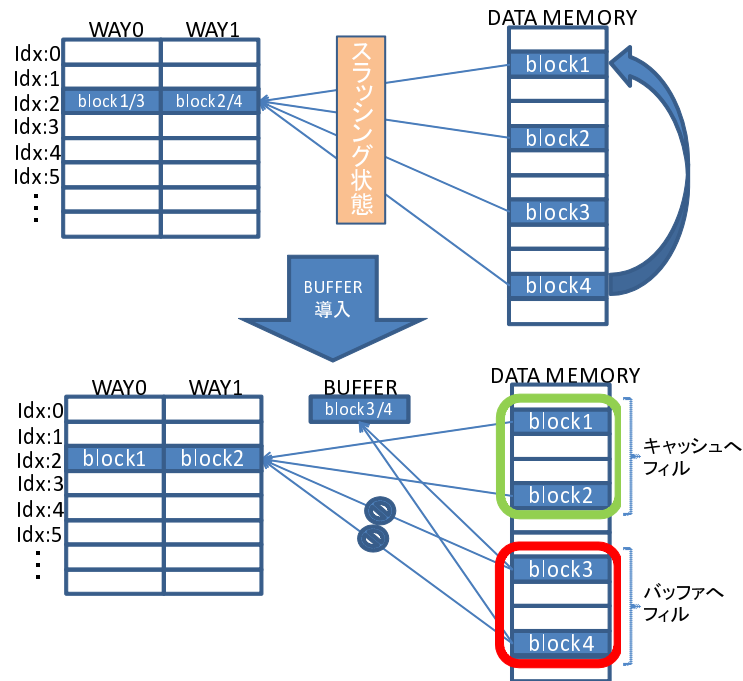 WAY0 WAY1
DATA MEMORY
Idx:0
Idx:1
Idx:2
Idx:3
Idx:4
Idx:5
block1/3 block2/4
スラッシング状態
block1
block2
block3
block4
BUFFER
導入
WAY0 WAY1
BUFFER
DATA MEMORY
Idx:0
Idx:1
Idx:2
Idx:3
Idx:4
Idx:5
block1 block2
block3/4
block1
block2
block3
block4
キャッシュへ
フィル
バッファへ
フィル